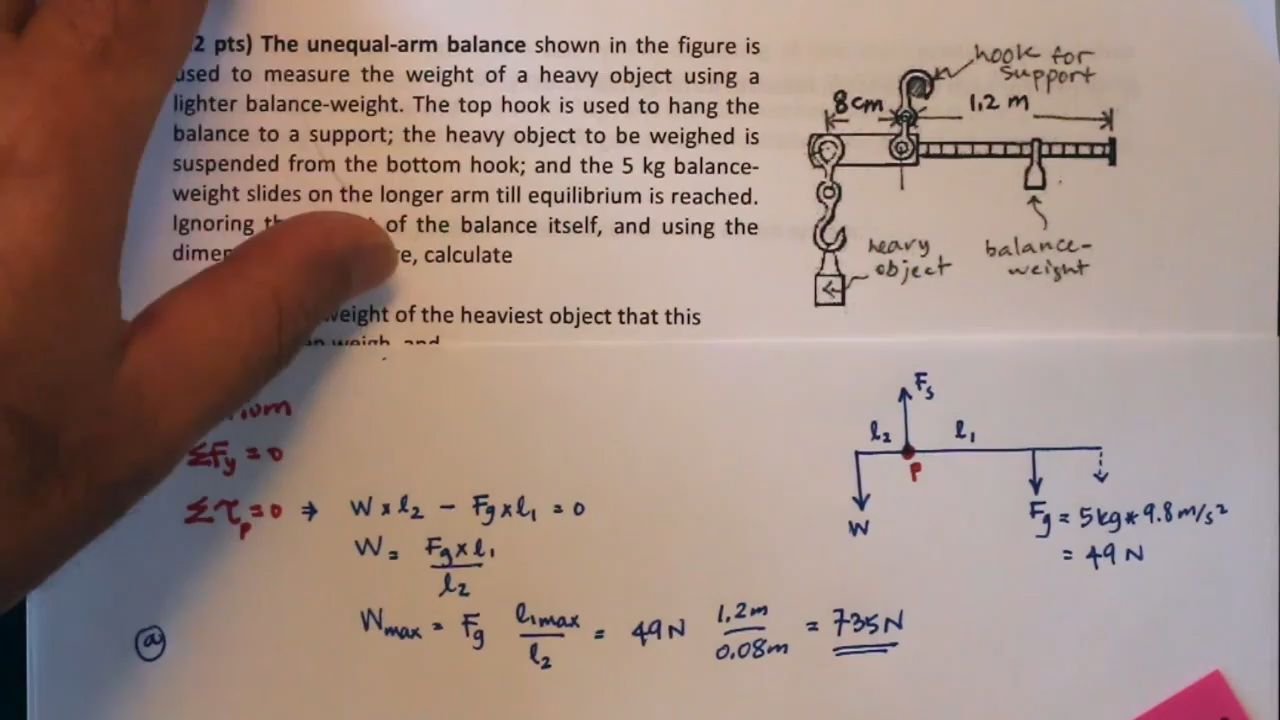 2 pts) The unequal-arm balance shown in the figure is
used to measure the weight of a heavy object using a
lighter balance-weight. The top hook is used to hang the
balance to a support; the heavy object to be weighed is
suspended from the bottom hook; and the 5 kg balance-
weight slides on the longer arm till equilibrium is reached.
Ignoring of the balance itself, and using the
calculate
weight of the heaviest object that this
hook for
support
8cm
1.2 m
heavy
object
balance-
weight
ΣFy = 0
Στp = 0 ⇒ W × l2 - Fg × l1 = 0
W = Fg × l1 / l2
(a)
Wmax = Fg l1max / l2 = 49N 1.2m / 0.08m = 735N
Fs
l2
l1
P
W
Fg = 5kg * 9.8 m/s²
= 49 N